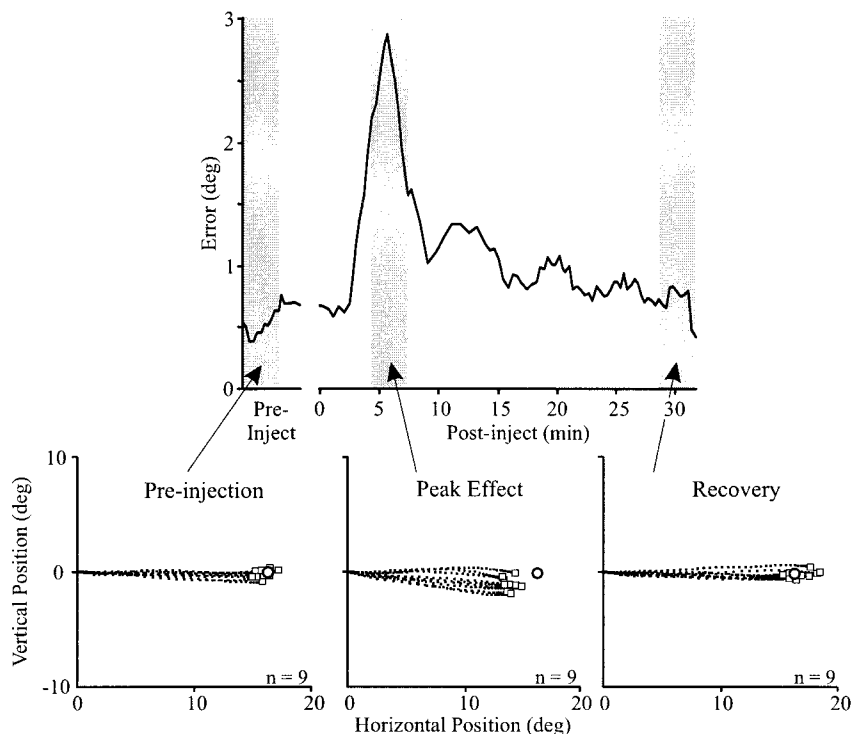 3
2
1
0
Error (deg)
Pre-
Inject
0 5 10 15 20 25 30
Post-inject (min)
10
0
-10
Vertical Position (deg)
Pre-injection
Peak Effect
Recovery
n = 9
n = 9
n = 9
0 10 20
0 10 20
0 10 20
Horizontal Position (deg)